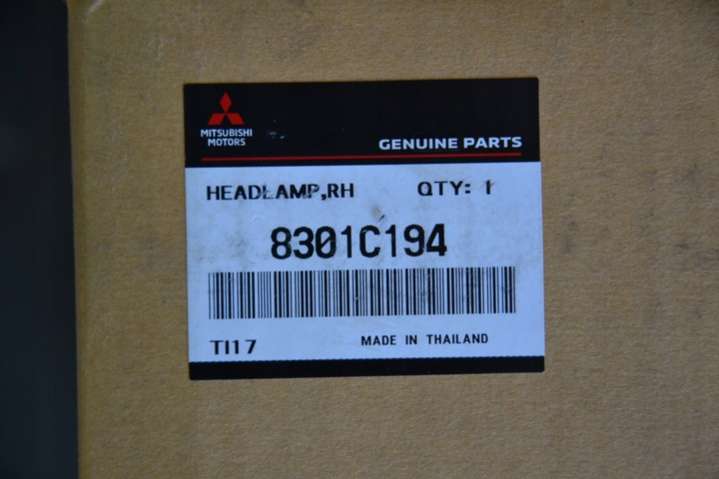 MITSUBISHI
MOTORS
GENUINE PARTS
HEADLAMP,RH QTY: 1
8301C194
TI17 MADE IN THAILAND